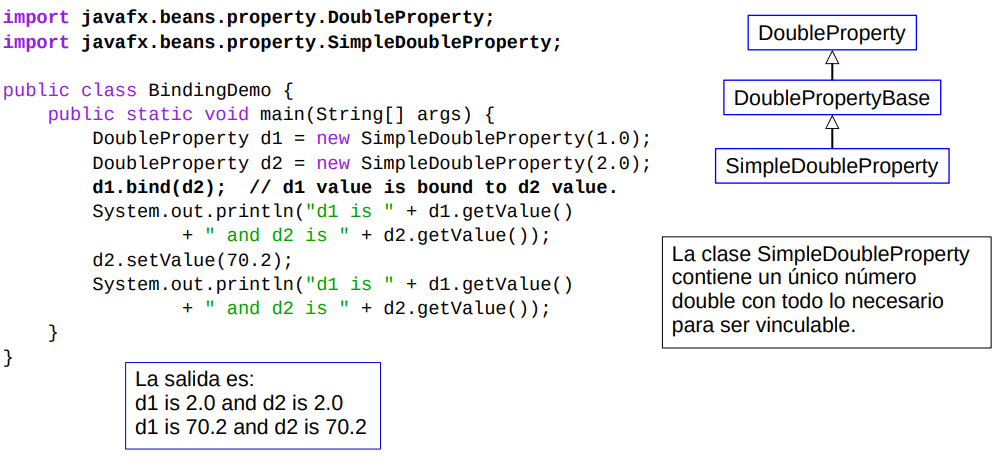 import javafx.beans.property.DoubleProperty;
import javafx.beans.property.SimpleDoubleProperty;

public class BindingDemo {
    public static void main(String[] args) {
        DoubleProperty d1 = new SimpleDoubleProperty(1.0);
        DoubleProperty d2 = new SimpleDoubleProperty(2.0);
        d1.bind(d2);  // d1 value is bound to d2 value.
        System.out.println("d1 is " + d1.getValue()
                + " and d2 is " + d2.getValue());
        d2.setValue(70.2);
        System.out.println("d1 is " + d1.getValue()
                + " and d2 is " + d2.getValue());
    }
}
La salida es:
d1 is 2.0 and d2 is 2.0
d1 is 70.2 and d2 is 70.2
DoubleProperty
DoublePropertyBase
SimpleDoubleProperty
La clase SimpleDoubleProperty
contiene un único número
double con todo lo necesario
para ser vinculable.